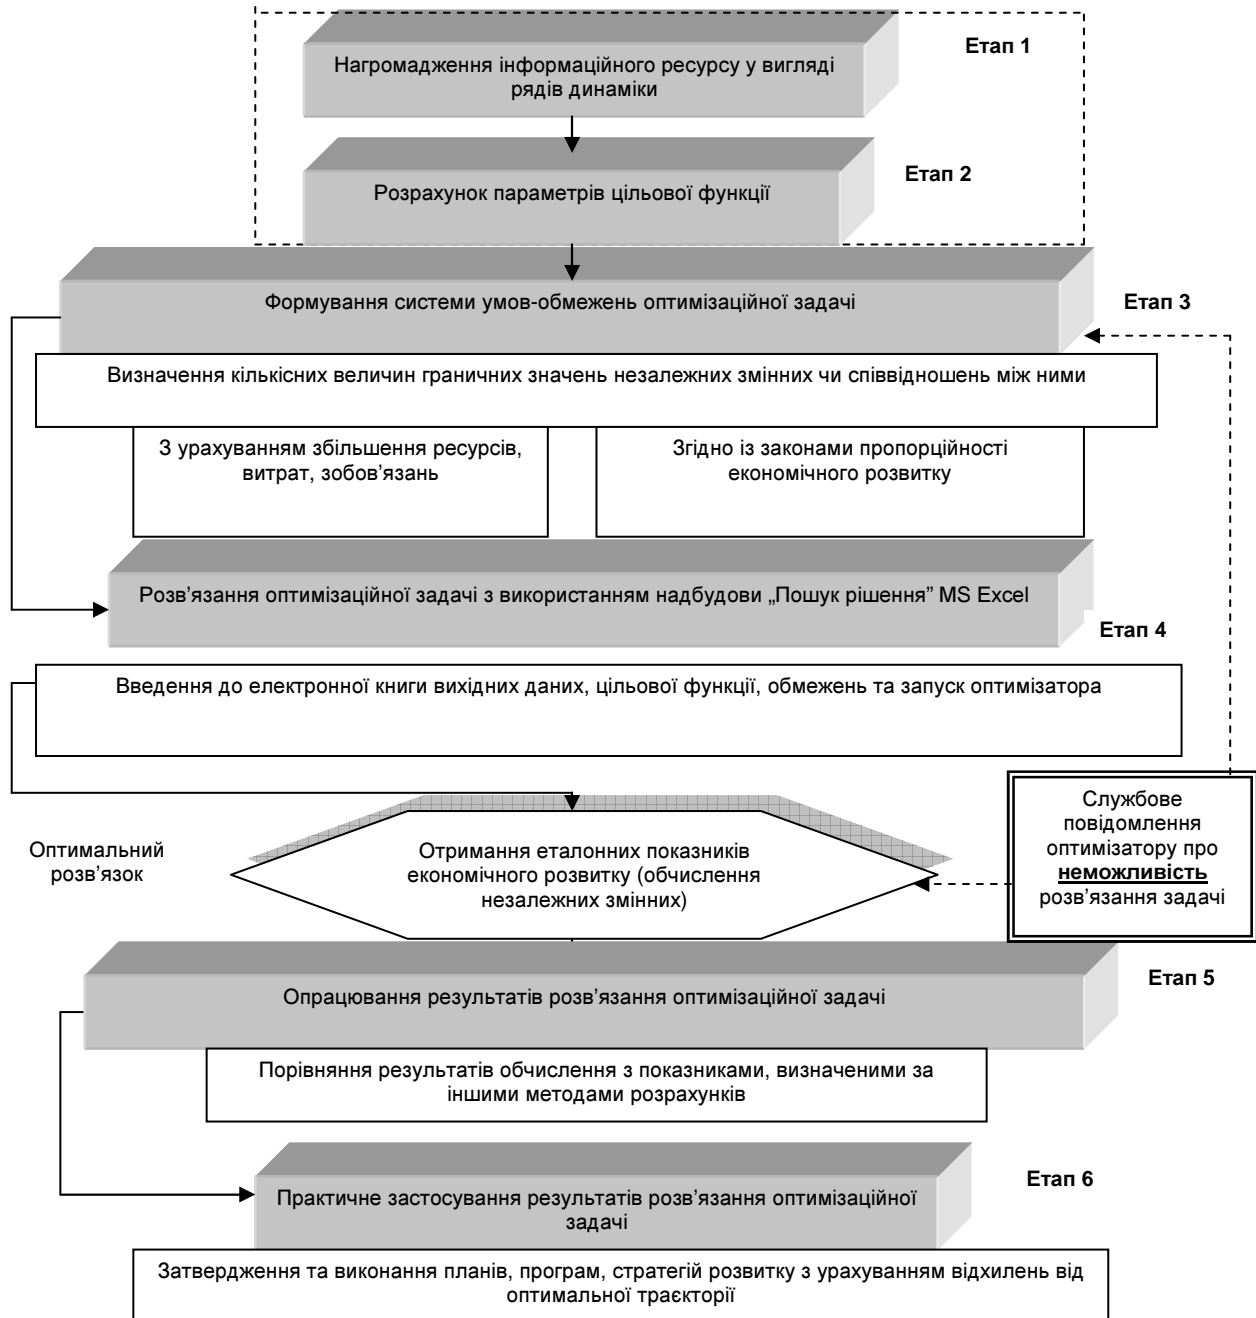 Етап 1
Нагромадження інформаційного ресурсу у вигляді
рядів динаміки
Етап 2
Розрахунок параметрів цільової функції
Формування системи умов-обмежень оптимізаційної задачі
Етап 3
Визначення кількісних величин граничних значень незалежних змінних чи співвідношень між ними
З урахуванням збільшення ресурсів,
витрат, зобов’язань
Згідно із законами пропорційності
економічного розвитку
Розв’язання оптимізаційної задачі з використанням надбудови „Пошук рішення” MS Excel
Етап 4
Введення до електронної книги вихідних даних, цільової функції, обмежень та запуск оптимізатора
Службове
повідомлення
оптимізатору про
неможливість
розв’язання задачі
Оптимальний
розв’язок
Отримання еталонних показників
економічного розвитку (обчислення
незалежних змінних)
Етап 5
Опрацювання результатів розв’язання оптимізаційної задачі
Порівняння результатів обчислення з показниками, визначеними за
іншими методами розрахунків
Етап 6
Практичне застосування результатів розв’язання оптимізаційної
задачі
Затвердження та виконання планів, програм, стратегій розвитку з урахуванням відхилень від
оптимальної траєкторії